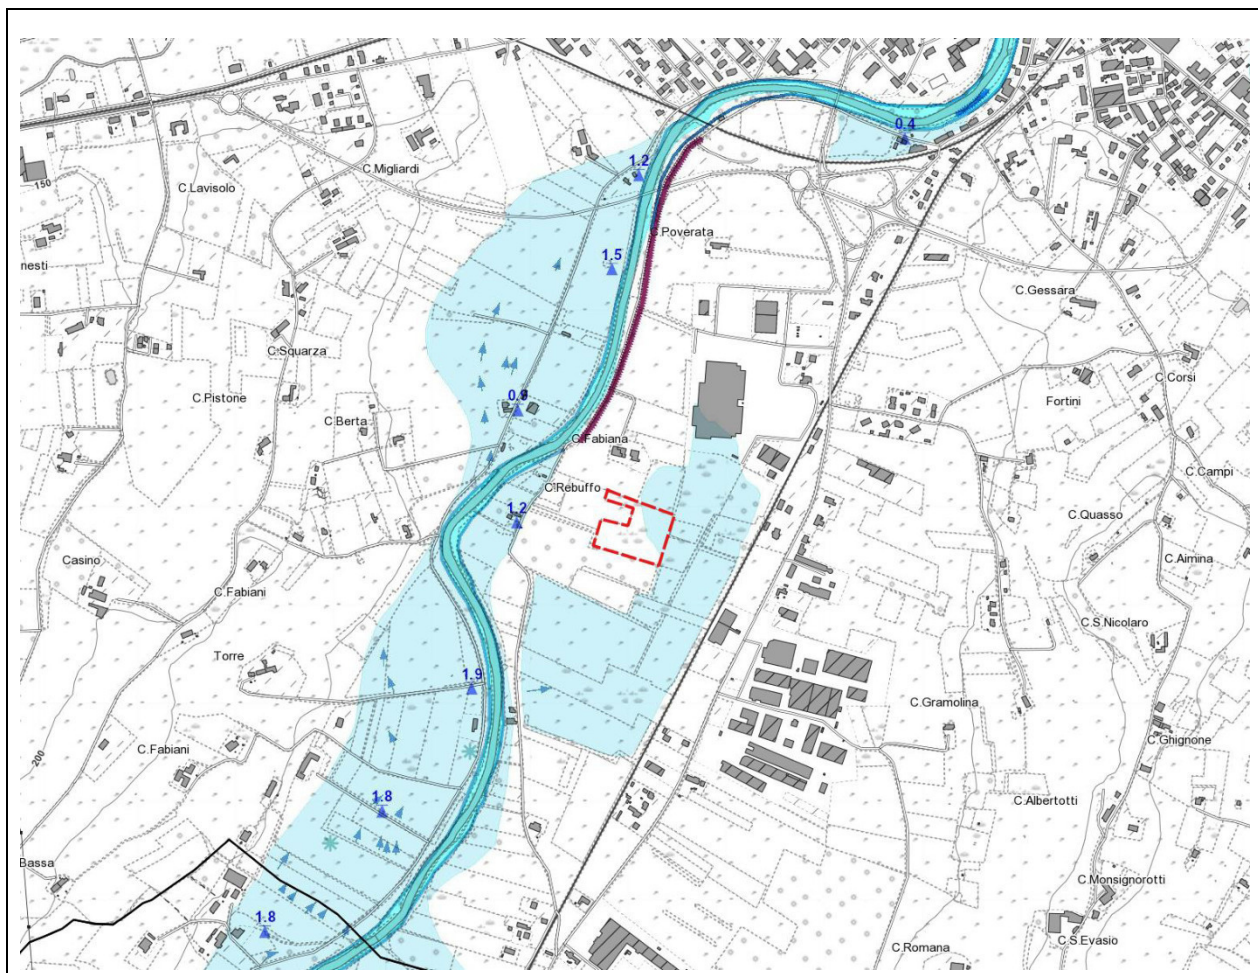 0.4
1.2
C.Migliardi
150
C.Lavisolo
C.Poverata
1.5
nesti
C.Gessara
C.Squarza
C.Corsi
C.Pistone
0.9
Fortini
C.Berta
C.Fabiana
C.Campi
C.Rebuffo
1.2
C.Quasso
Casino
C.Aimina
C.Fabiani
C.S.Nicolaro
Torre
1.9
C.Gramolina
C.Fabiani
C.Ghignone
200
1.8
C.Albertotti
Bassa
C.Monsignorotti
1.8
C.Romana
C.S.Evasio